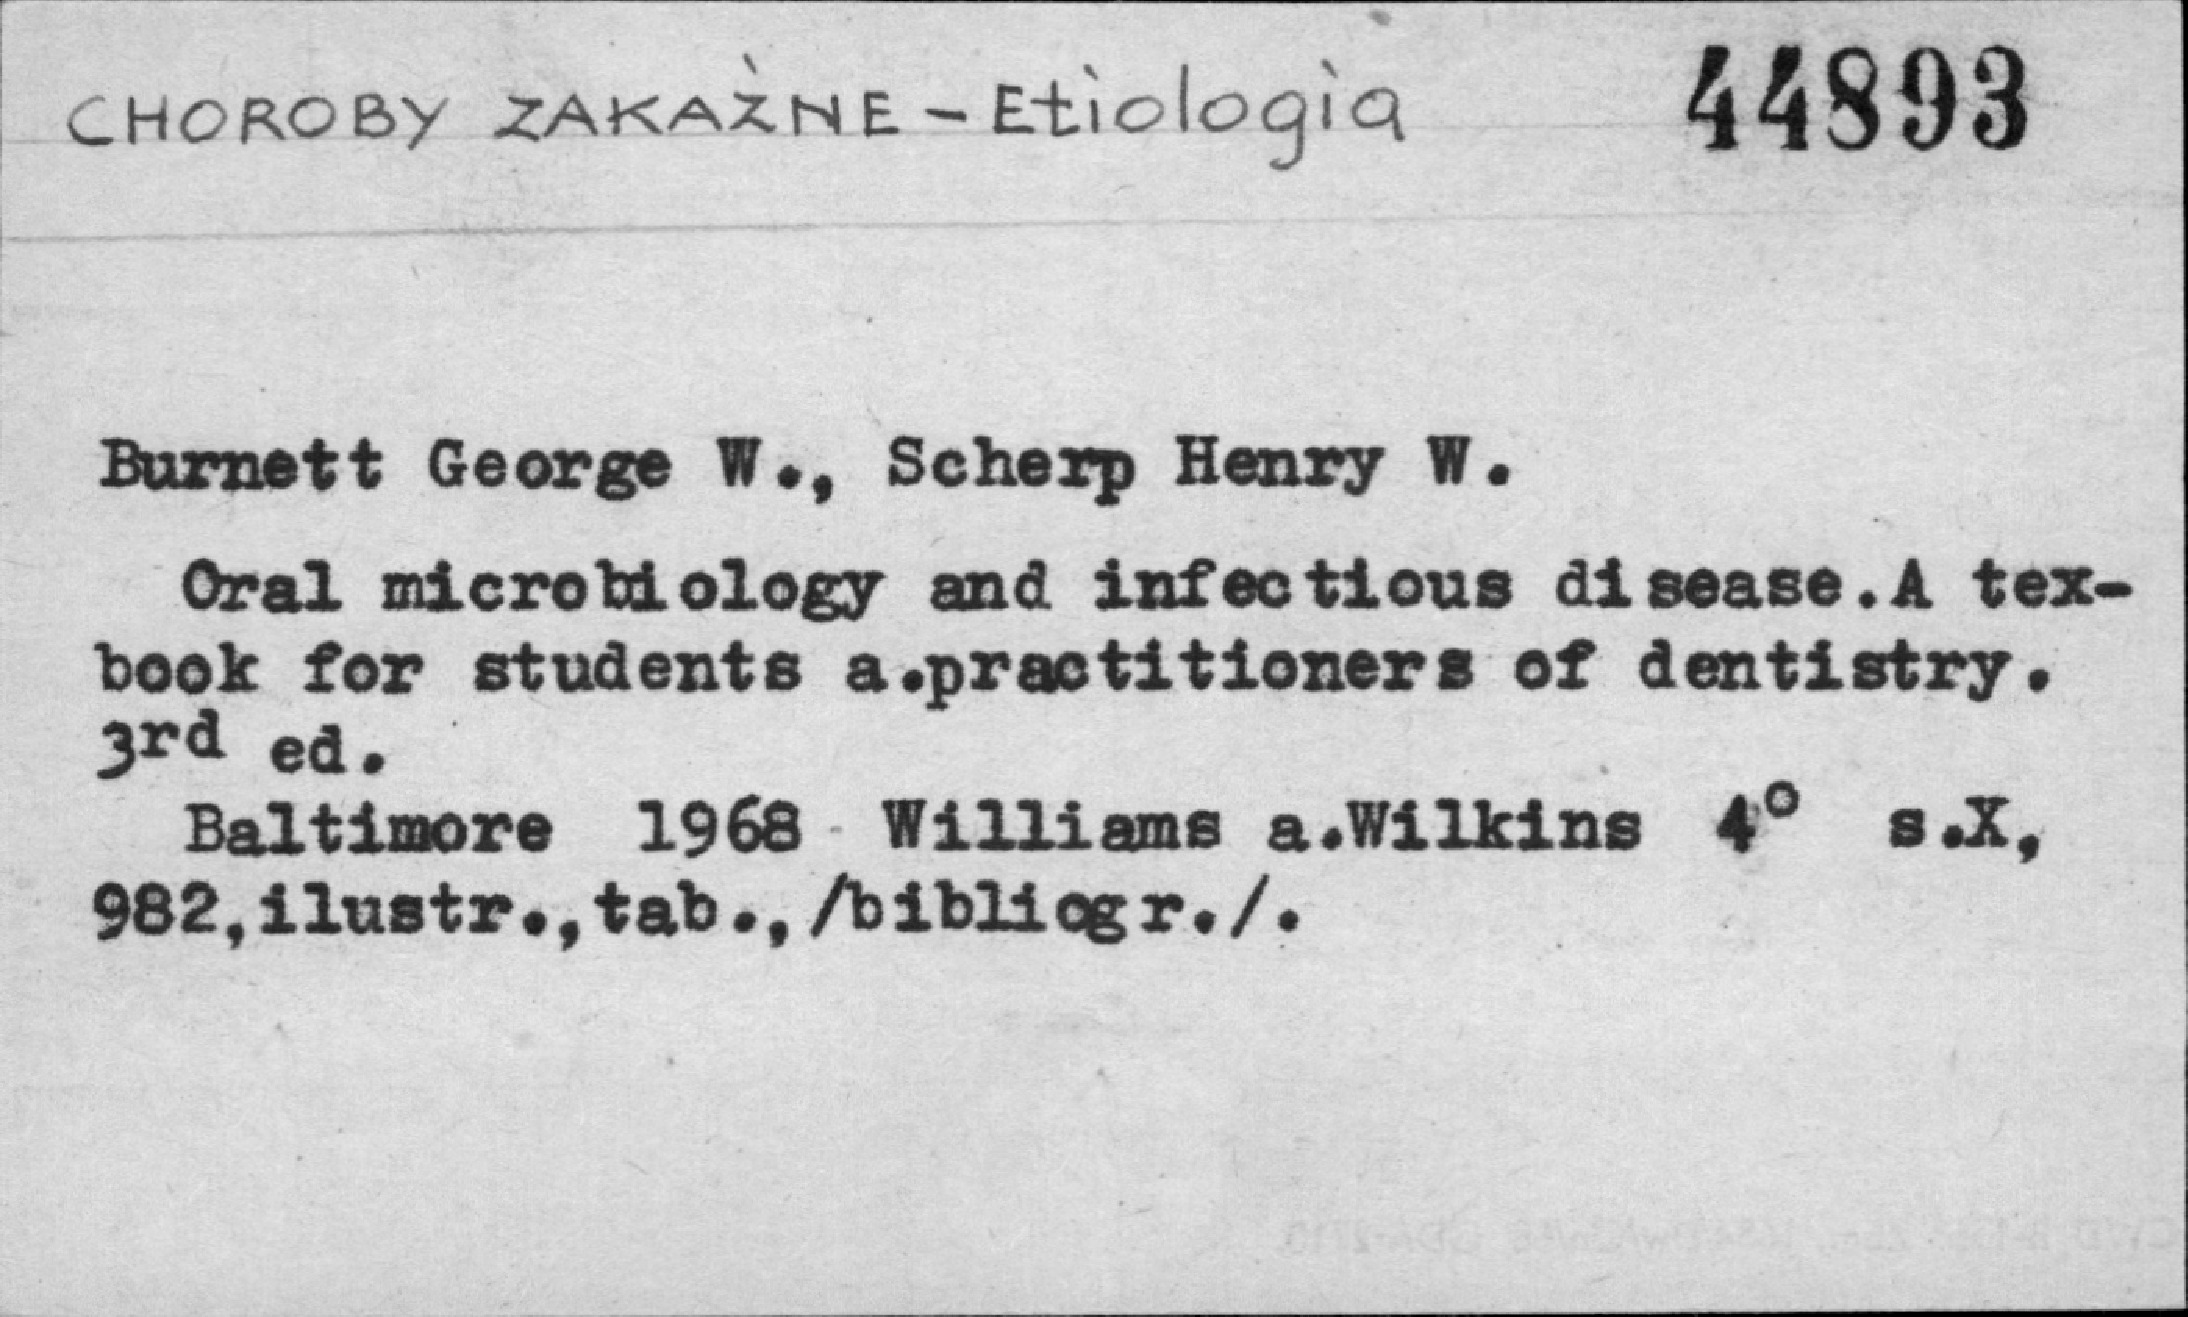 CHOROBY ZAKAŹNE - Etiologia 44893
Burnett George W., Scherp Henry W.
Oral microbiology and infectious disease.A tex-
book for students a.practitioners of dentistry.
3rd ed.
Baltimore 1968 Williams a.Wilkins 4° s.X,
982,ilustr.,tab.,/bibliogr./.